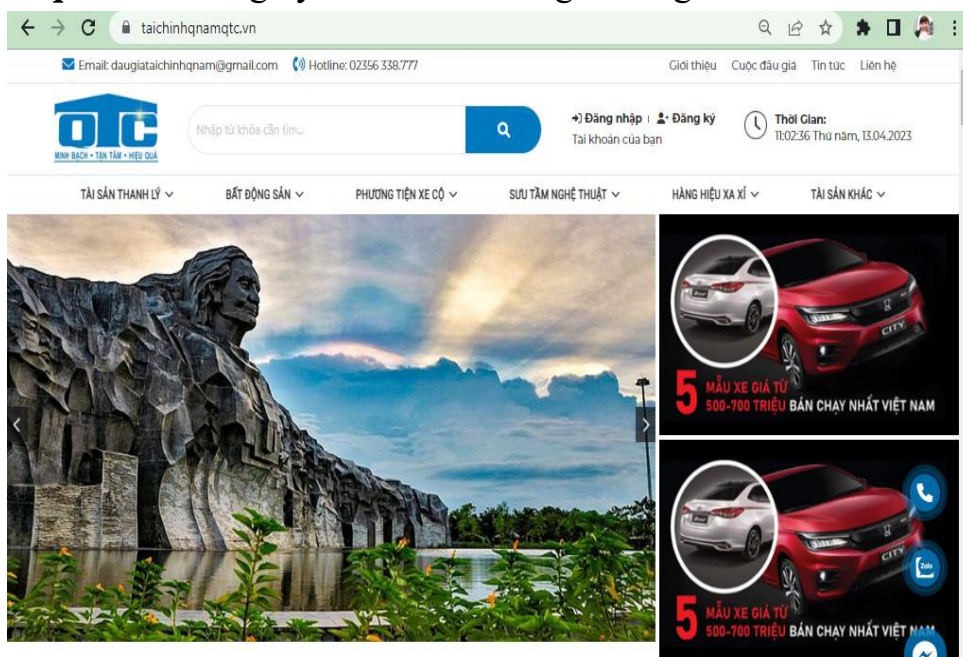 taichinhqnamqtc.vn
Email: daugiataichinhqnam@gmail.com Hotline: 02356 338.777 Giới thiệu Cuộc đấu giá Tin tức Liên hệ
QTC
MINH BẠCH • TẬN TÂM • HIỆU QUẢ
Nhập từ khóa cần tìm...
Đăng nhập | Đăng ký
Tài khoản của bạn
Thời Gian:
11:02:36 Thứ năm, 13.04.2023
TÀI SẢN THANH LÝ BẤT ĐỘNG SẢN PHƯƠNG TIỆN XE CỘ SƯU TẦM NGHỆ THUẬT HÀNG HIỆU XA XỈ TÀI SẢN KHÁC
CITY
5 MẪU XE GIÁ TỪ
500-700 TRIỆU BÁN CHẠY NHẤT VIỆT NAM
CITY
Zalo
5 MẪU XE GIÁ TỪ
500-700 TRIỆU BÁN CHẠY NHẤT VIỆT NAM